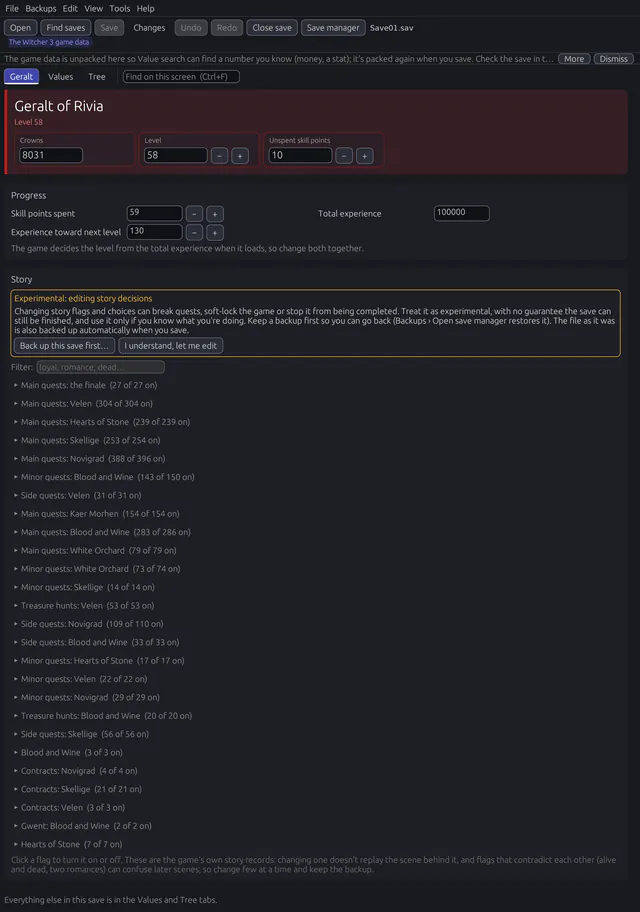 File Backups Edit View Tools Help
Open Find saves Save Changes Undo Redo Close save Save manager Save01.sav
The Witcher 3 game data
The game data is unpacked here so Value search can find a number you know (money, a stat); it's packed again when you save. Check the save in t... More Dismiss
Geralt Values Tree Find on this screen (Ctrl+F)
Geralt of Rivia
Level 58
Crowns Level Unspent skill points
8031 58 − + 10 − +
Progress
Skill points spent 59 − + Total experience 100000
Experience toward next level 130 − +
The game decides the level from the total experience when it loads, so change both together.
Story
Experimental: editing story decisions
Changing story flags and choices can break quests, soft-lock the game or stop it from being completed. Treat it as experimental, with no guarantee the save can
still be finished, and use it only if you know what you're doing. Keep a backup first so you can go back (Backups › Open save manager restores it). The file as it was
is also backed up automatically when you save.
Back up this save first... I understand, let me edit
Filter: loyal, romance, dead...
▸ Main quests: the finale (27 of 27 on)
▸ Main quests: Velen (304 of 304 on)
▸ Main quests: Hearts of Stone (239 of 239 on)
▸ Main quests: Skellige (253 of 254 on)
▸ Main quests: Novigrad (388 of 396 on)
▸ Minor quests: Blood and Wine (143 of 150 on)
▸ Side quests: Velen (31 of 31 on)
▸ Main quests: Kaer Morhen (154 of 154 on)
▸ Main quests: Blood and Wine (283 of 286 on)
▸ Main quests: White Orchard (79 of 79 on)
▸ Minor quests: White Orchard (73 of 74 on)
▸ Minor quests: Skellige (14 of 14 on)
▸ Treasure hunts: Velen (53 of 53 on)
▸ Side quests: Novigrad (109 of 110 on)
▸ Side quests: Blood and Wine (33 of 33 on)
▸ Minor quests: Hearts of Stone (17 of 17 on)
▸ Minor quests: Velen (22 of 22 on)
▸ Minor quests: Novigrad (29 of 29 on)
▸ Treasure hunts: Blood and Wine (20 of 20 on)
▸ Side quests: Skellige (56 of 56 on)
▸ Blood and Wine (3 of 3 on)
▸ Contracts: Novigrad (4 of 4 on)
▸ Contracts: Skellige (21 of 21 on)
▸ Contracts: Velen (3 of 3 on)
▸ Gwent: Blood and Wine (2 of 2 on)
▸ Hearts of Stone (7 of 7 on)
Click a flag to turn it on or off. These are the game's own story records: changing one doesn't replay the scene behind it, and flags that contradict each other (alive
and dead, two romances) can confuse later scenes, so change few at a time and keep the backup.
Everything else in this save is in the Values and Tree tabs.